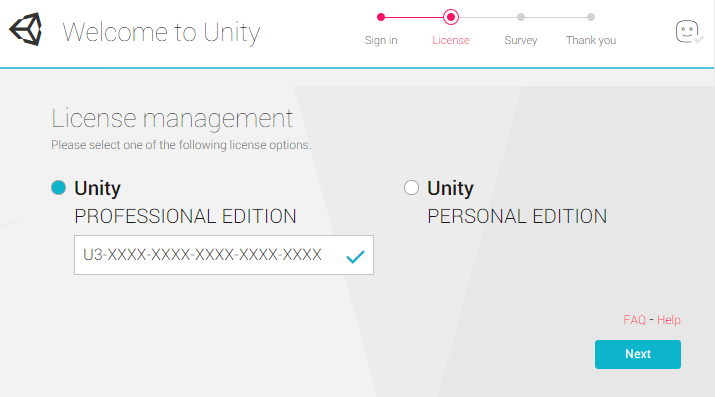 Welcome to Unity
Sign in
License
Survey
Thank you
License management
Please select one of the following license options.
Unity
PROFESSIONAL EDITION
U3-XXXX-XXXX-XXXX-XXXX-XXXX
Unity
PERSONAL EDITION
FAQ - Help
Next